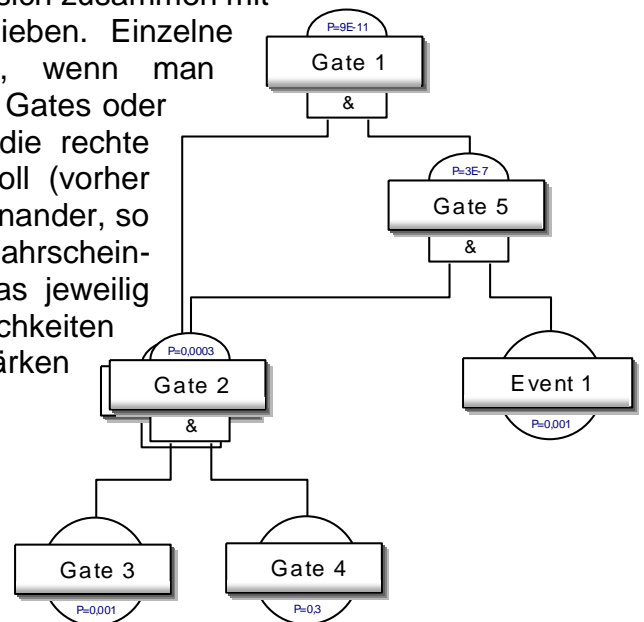 sich zusammen mit
ieben. Einzelne
, wenn man
Gates oder
die rechte
oll (vorher
nander, so
ahrschein-
as jeweilig
chkeiten
ärken
P=9E-11
Gate 1
&
P=3E-7
Gate 5
&
P=0,0003
Gate 2
&
Event 1
P=0,001
Gate 3
P=0,001
Gate 4
P=0,3